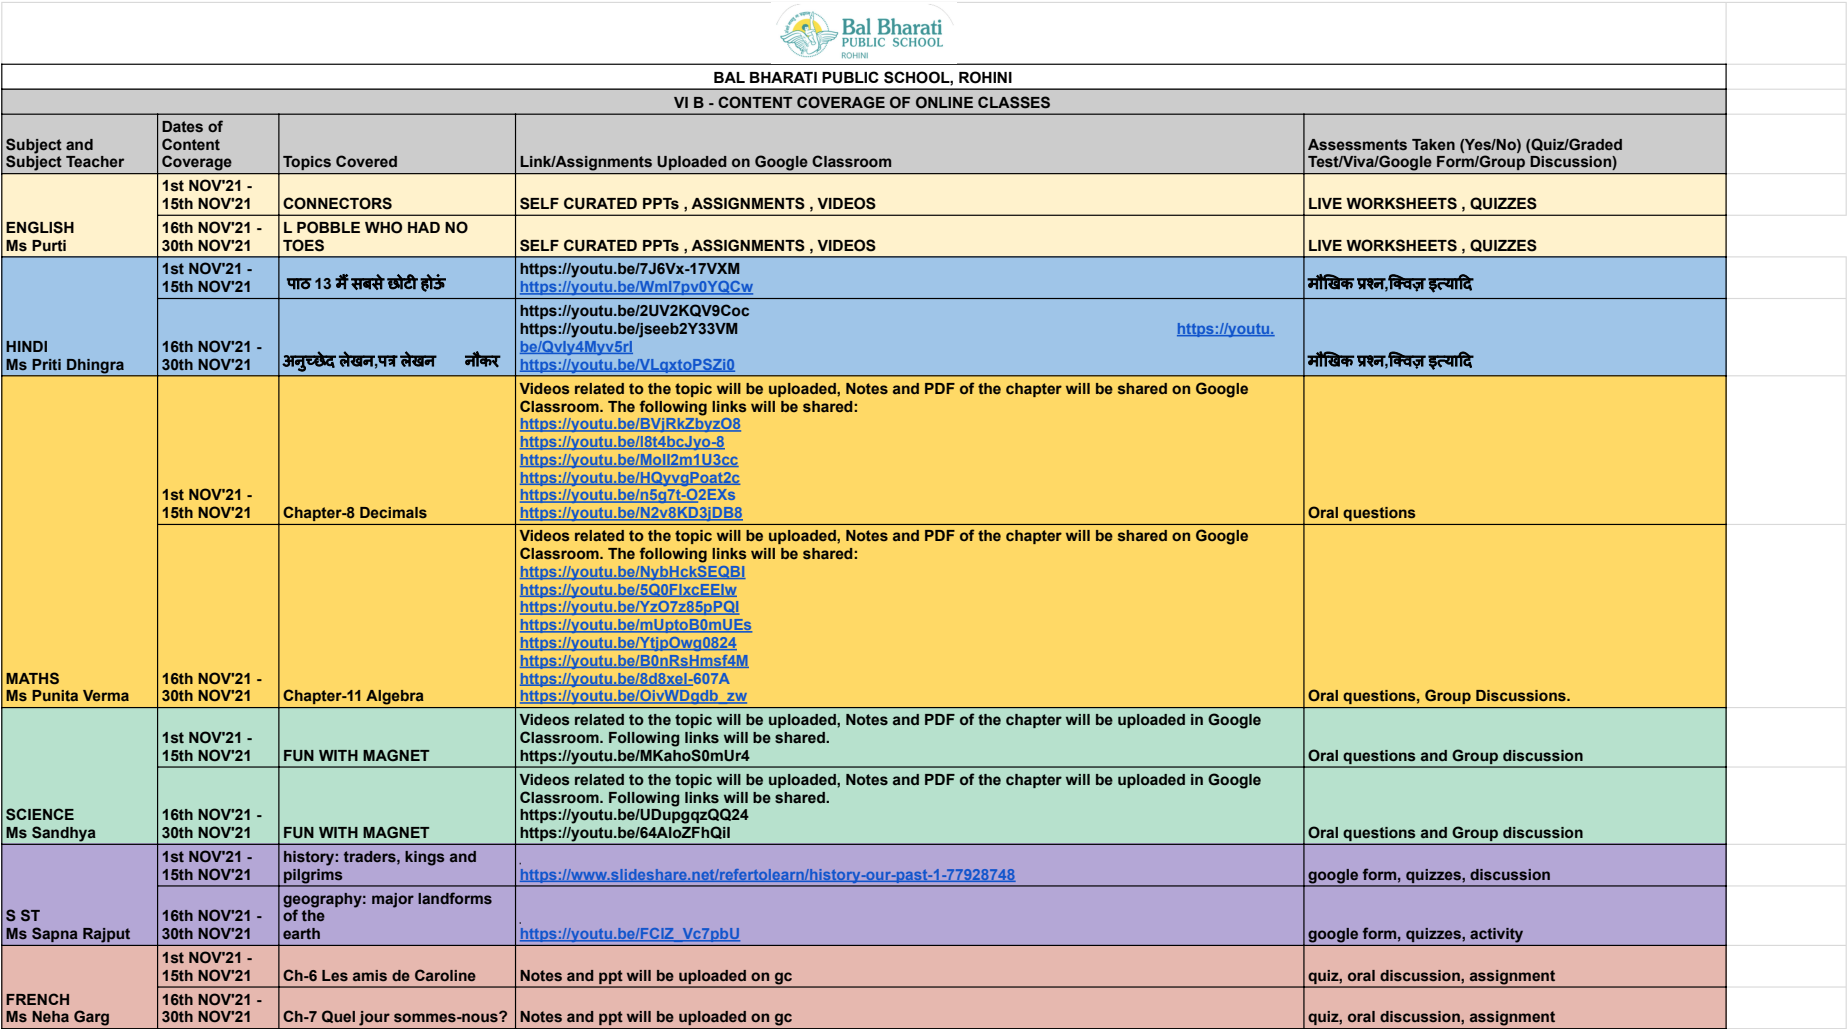 Bal Bharati
PUBLIC SCHOOL
ROHINI
BAL BHARATI PUBLIC SCHOOL, ROHINI
VI B - CONTENT COVERAGE OF ONLINE CLASSES
Subject and
Subject Teacher
Dates of
Content
Coverage
Topics Covered
Link/Assignments Uploaded on Google Classroom
Assessments Taken (Yes/No) (Quiz/Graded
Test/Viva/Google Form/Group Discussion)
ENGLISH
Ms Purti
1st NOV'21 -
15th NOV'21
CONNECTORS
SELF CURATED PPTs , ASSIGNMENTS , VIDEOS
LIVE WORKSHEETS , QUIZZES
16th NOV'21 -
30th NOV'21
L POBBLE WHO HAD NO
TOES
SELF CURATED PPTs , ASSIGNMENTS , VIDEOS
LIVE WORKSHEETS , QUIZZES
HINDI
Ms Priti Dhingra
1st NOV'21 -
15th NOV'21
पाठ 13 मैं सबसे छोटी होऊं
https://youtu.be/7J6Vx-17VXM
https://youtu.be/WmI7pv0YQCw
मौखिक प्रश्न,क्विज़ इत्यादि
16th NOV'21 -
30th NOV'21
अनुच्छेद लेखन,पत्र लेखन नौकर
https://youtu.be/2UV2KQV9Coc
https://youtu.be/jseeb2Y33VM https://youtu.
be/QvIy4Myv5rI
https://youtu.be/VLqxtoPSZi0
मौखिक प्रश्न,क्विज़ इत्यादि
MATHS
Ms Punita Verma
1st NOV'21 -
15th NOV'21
Chapter-8 Decimals
Videos related to the topic will be uploaded, Notes and PDF of the chapter will be shared on Google
Classroom. The following links will be shared:
https://youtu.be/BVjRkZbyzO8
https://youtu.be/l8t4bcJyo-8
https://youtu.be/Moll2m1U3cc
https://youtu.be/HQyvgPoat2c
https://youtu.be/n5g7t-O2EXs
https://youtu.be/N2v8KD3jDB8
Oral questions
16th NOV'21 -
30th NOV'21
Chapter-11 Algebra
Videos related to the topic will be uploaded, Notes and PDF of the chapter will be shared on Google
Classroom. The following links will be shared:
https://youtu.be/NybHckSEQBI
https://youtu.be/5Q0FlxcEEIw
https://youtu.be/YzO7z85pPQI
https://youtu.be/mUptoB0mUEs
https://youtu.be/YtjpOwg0824
https://youtu.be/B0nRsHmsf4M
https://youtu.be/8d8xeI-607A
https://youtu.be/OivWDgdb_zw
Oral questions, Group Discussions.
SCIENCE
Ms Sandhya
1st NOV'21 -
15th NOV'21
FUN WITH MAGNET
Videos related to the topic will be uploaded, Notes and PDF of the chapter will be uploaded in Google
Classroom. Following links will be shared.
https://youtu.be/MKahoS0mUr4
Oral questions and Group discussion
16th NOV'21 -
30th NOV'21
FUN WITH MAGNET
Videos related to the topic will be uploaded, Notes and PDF of the chapter will be uploaded in Google
Classroom. Following links will be shared.
https://youtu.be/UDupgqzQQ24
https://youtu.be/64AloZFhQiI
Oral questions and Group discussion
S ST
Ms Sapna Rajput
1st NOV'21 -
15th NOV'21
history: traders, kings and
pilgrims
.
https://www.slideshare.net/refertolearn/history-our-past-1-77928748
google form, quizzes, discussion
16th NOV'21 -
30th NOV'21
geography: major landforms
of the
earth
.
https://youtu.be/FCIZ_Vc7pbU
google form, quizzes, activity
FRENCH
Ms Neha Garg
1st NOV'21 -
15th NOV'21
Ch-6 Les amis de Caroline
Notes and ppt will be uploaded on gc
quiz, oral discussion, assignment
16th NOV'21 -
30th NOV'21
Ch-7 Quel jour sommes-nous?
Notes and ppt will be uploaded on gc
quiz, oral discussion, assignment